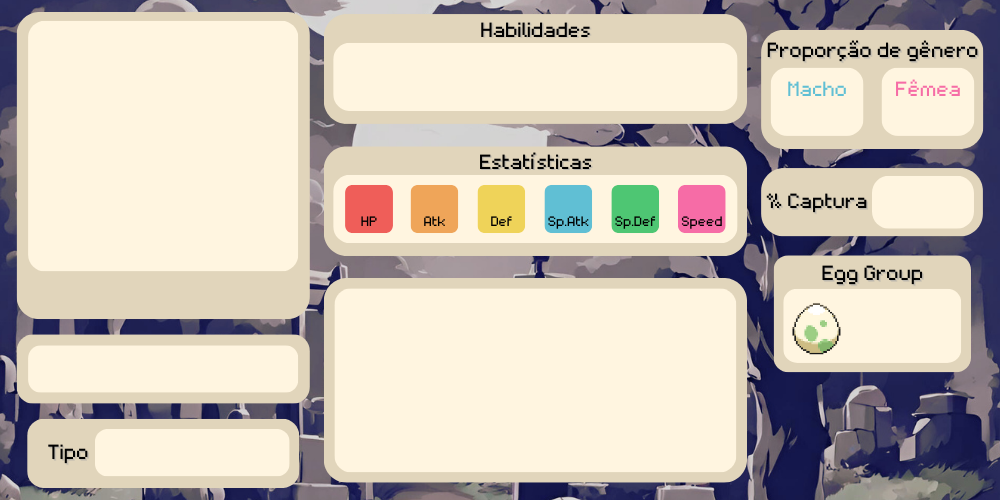 Habilidades
Proporção de gênero
Macho
Fêmea
Estatísticas
HP
Atk
Def
Sp.Atk
Sp.Def
Speed
% Captura
Egg Group
Tipo